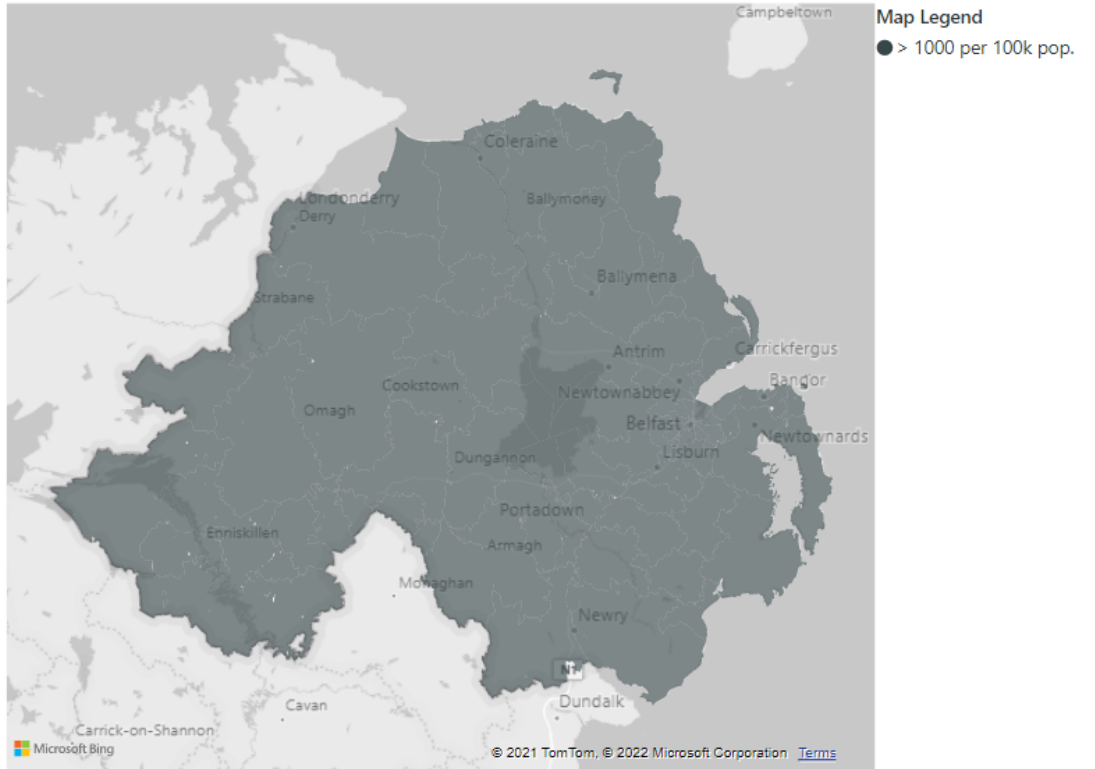 Campbeltown
Map Legend
> 1000 per 100k pop.
Coleraine
Londonderry
Derry
Ballymoney
Ballymena
Strabane
Antrim
Carrickfergus
Bangor
Cookstown
Newtownabbey
Omagh
Belfast
Newtownards
Dungannon
Lisburn
Portadown
Enniskillen
Armagh
Monaghan
Newry
N1
Dundalk
Cavan
Carrick-on-Shannon
Microsoft Bing
© 2021 TomTom, © 2022 Microsoft Corporation Terms